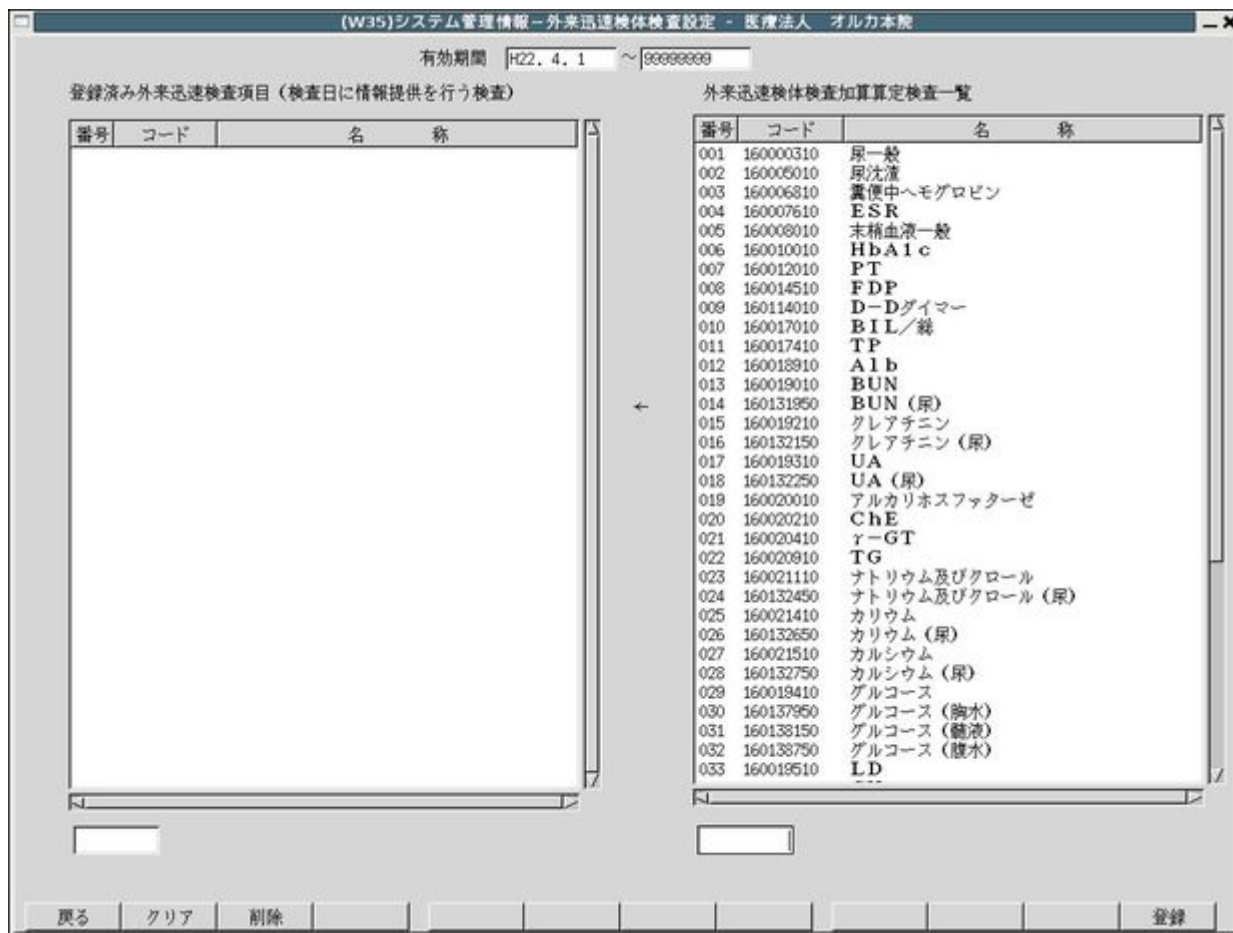 (W35)システム管理情報－外来迅速検体検査設定 - 医療法人　オルカ本院
有効期間 H22. 4. 1 ～ 99999999
登録済み外来迅速検査項目（検査日に情報提供を行う検査）
番号 コード 名　　　称
外来迅速検体検査加算算定検査一覧
番号 コード 名　　　称
001 160000310 尿一般
002 160005010 尿沈渣
003 160006810 糞便中ヘモグロビン
004 160007610 ＥＳＲ
005 160008010 末梢血液一般
006 160010010 ＨｂＡ１ｃ
007 160012010 ＰＴ
008 160014510 ＦＤＰ
009 160114010 Ｄ－Ｄダイマー
010 160017010 ＢＩＬ／総
011 160017410 ＴＰ
012 160018910 Ａｌｂ
013 160019010 ＢＵＮ
014 160131950 ＢＵＮ（尿）
015 160019210 クレアチニン
016 160132150 クレアチニン（尿）
017 160019310 ＵＡ
018 160132250 ＵＡ（尿）
019 160020010 アルカリホスファターゼ
020 160020210 ＣｈＥ
021 160020410 γ－ＧＴ
022 160020910 ＴＧ
023 160021110 ナトリウム及びクロール
024 160132450 ナトリウム及びクロール（尿）
025 160021410 カリウム
026 160132650 カリウム（尿）
027 160021510 カルシウム
028 160132750 カルシウム（尿）
029 160019410 グルコース
030 160137950 グルコース（胸水）
031 160138150 グルコース（髄液）
032 160138750 グルコース（腹水）
033 160019510 ＬＤ
←
戻る クリア 削除 登録